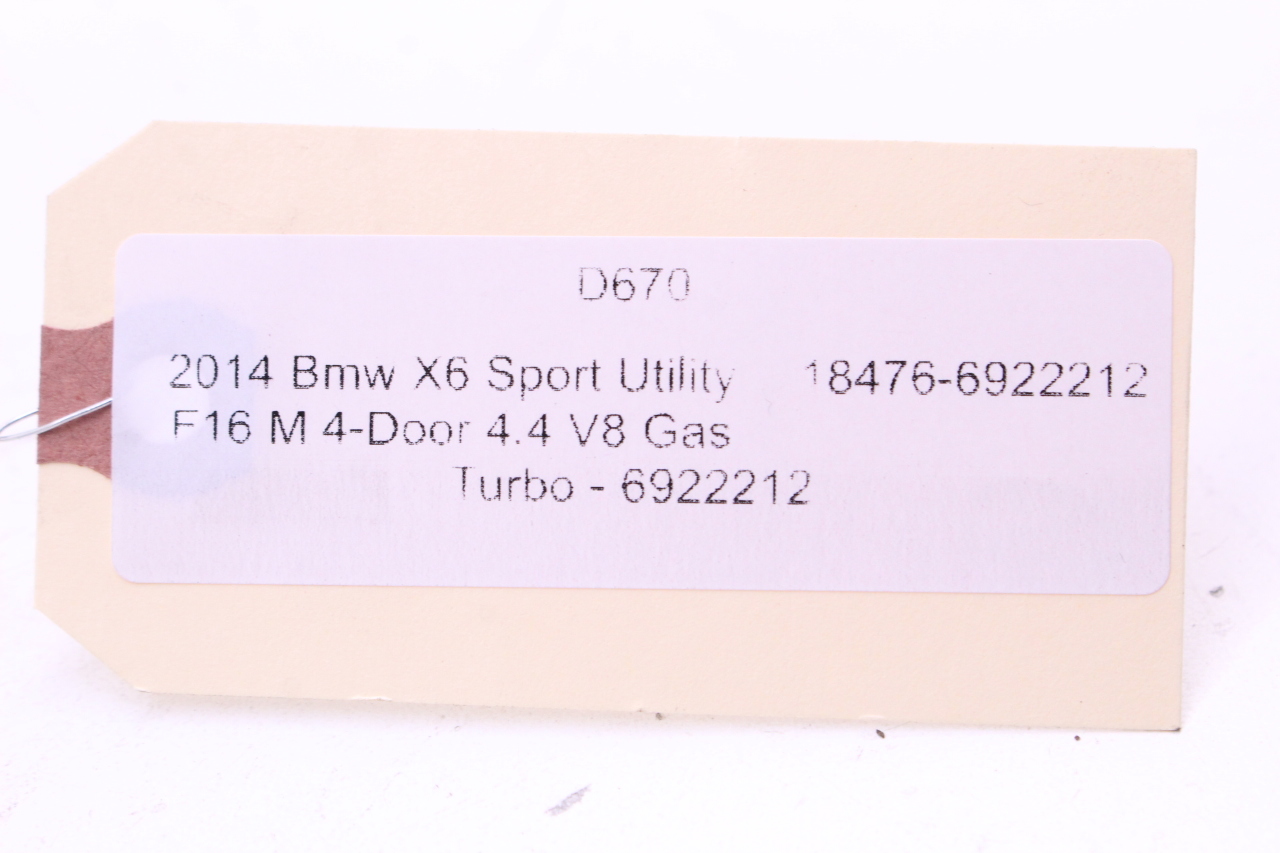 D670
2014 Bmw X6 Sport Utility 18476-6922212
F16 M 4-Door 4.4 V8 Gas
Turbo - 6922212